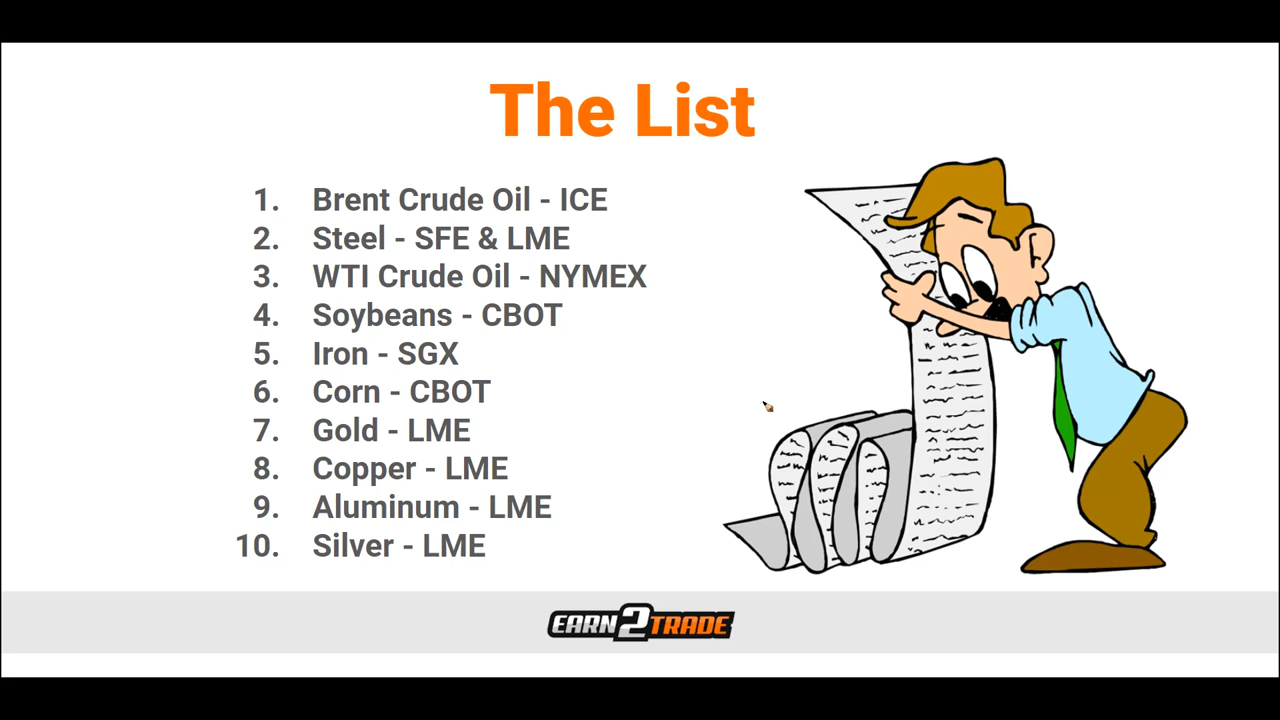 The List
1. Brent Crude Oil - ICE
2. Steel - SFE & LME
3. WTI Crude Oil - NYMEX
4. Soybeans - CBOT
5. Iron - SGX
6. Corn - CBOT
7. Gold - LME
8. Copper - LME
9. Aluminum - LME
10. Silver - LME
EARN2TRADE